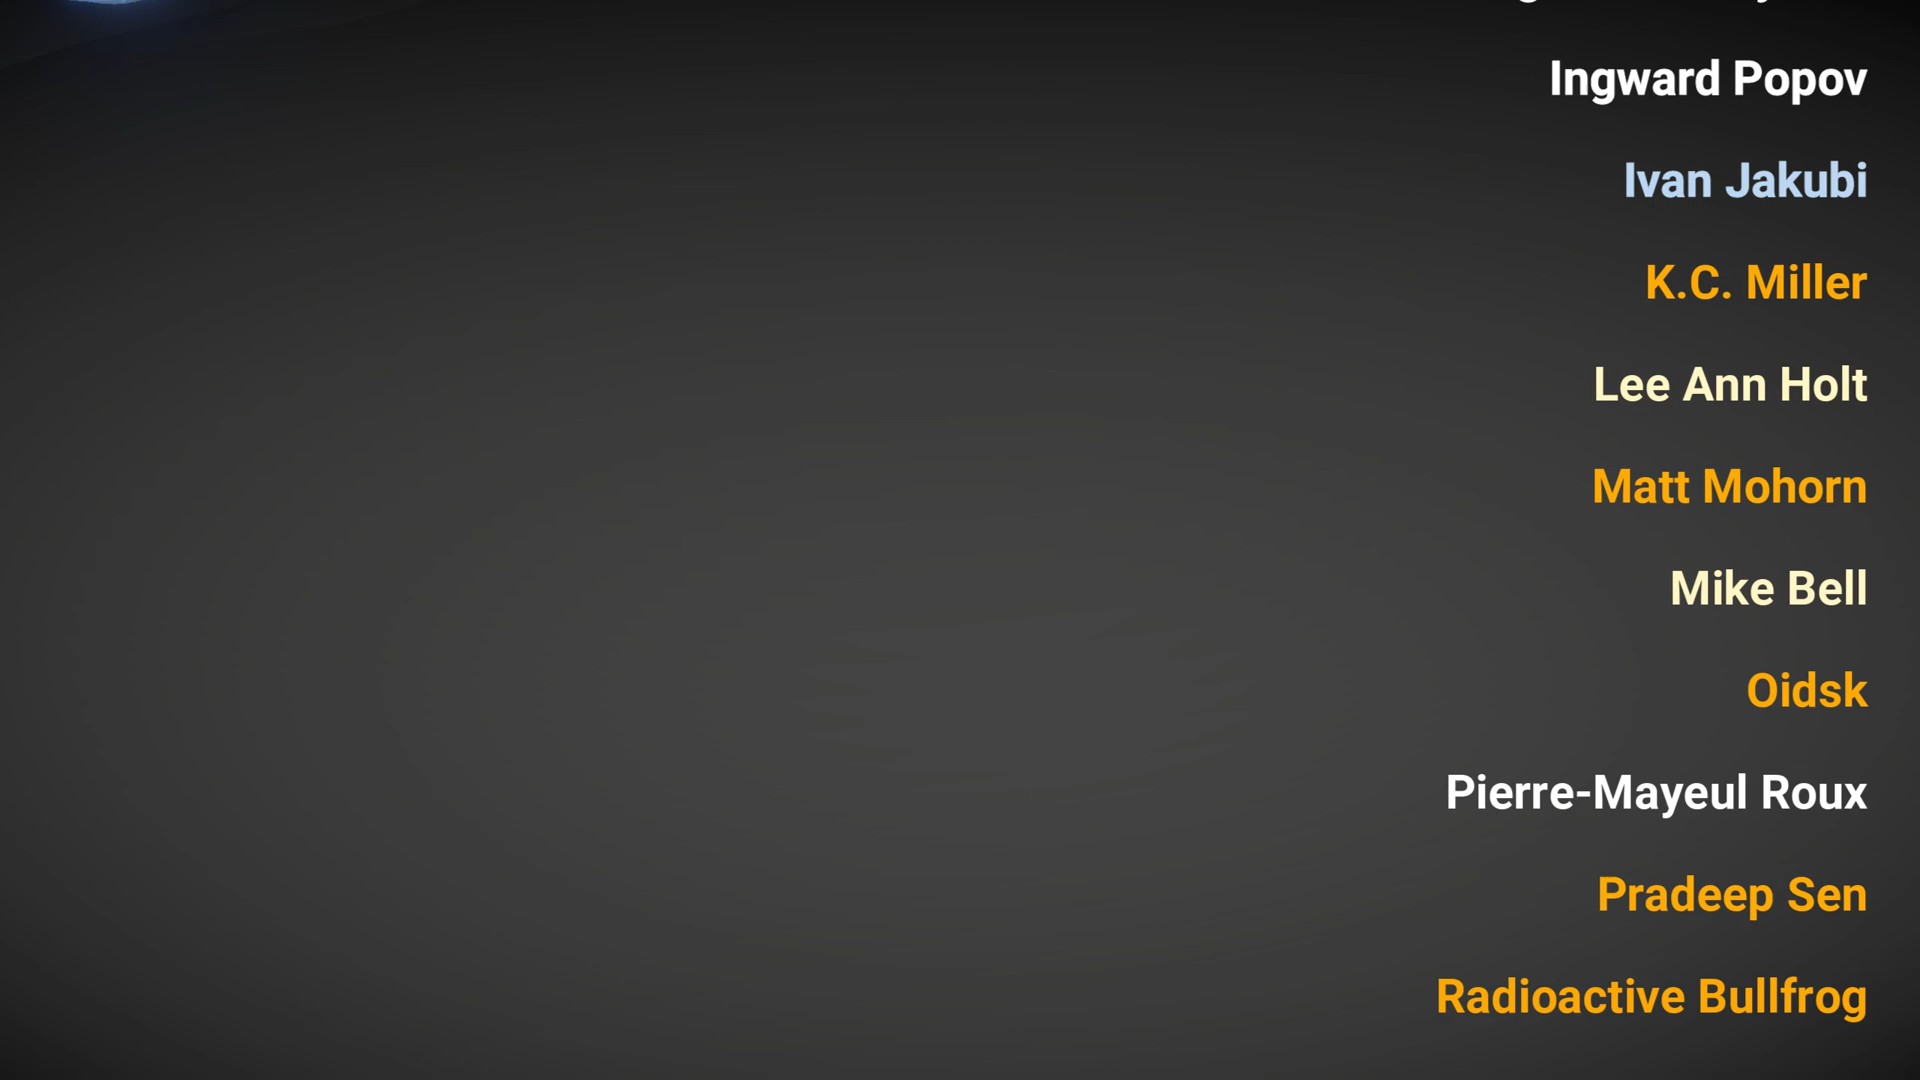 Ingward Popov
Ivan Jakubi
K.C. Miller
Lee Ann Holt
Matt Mohorn
Mike Bell
Oidsk
Pierre-Mayeul Roux
Pradeep Sen
Radioactive Bullfrog